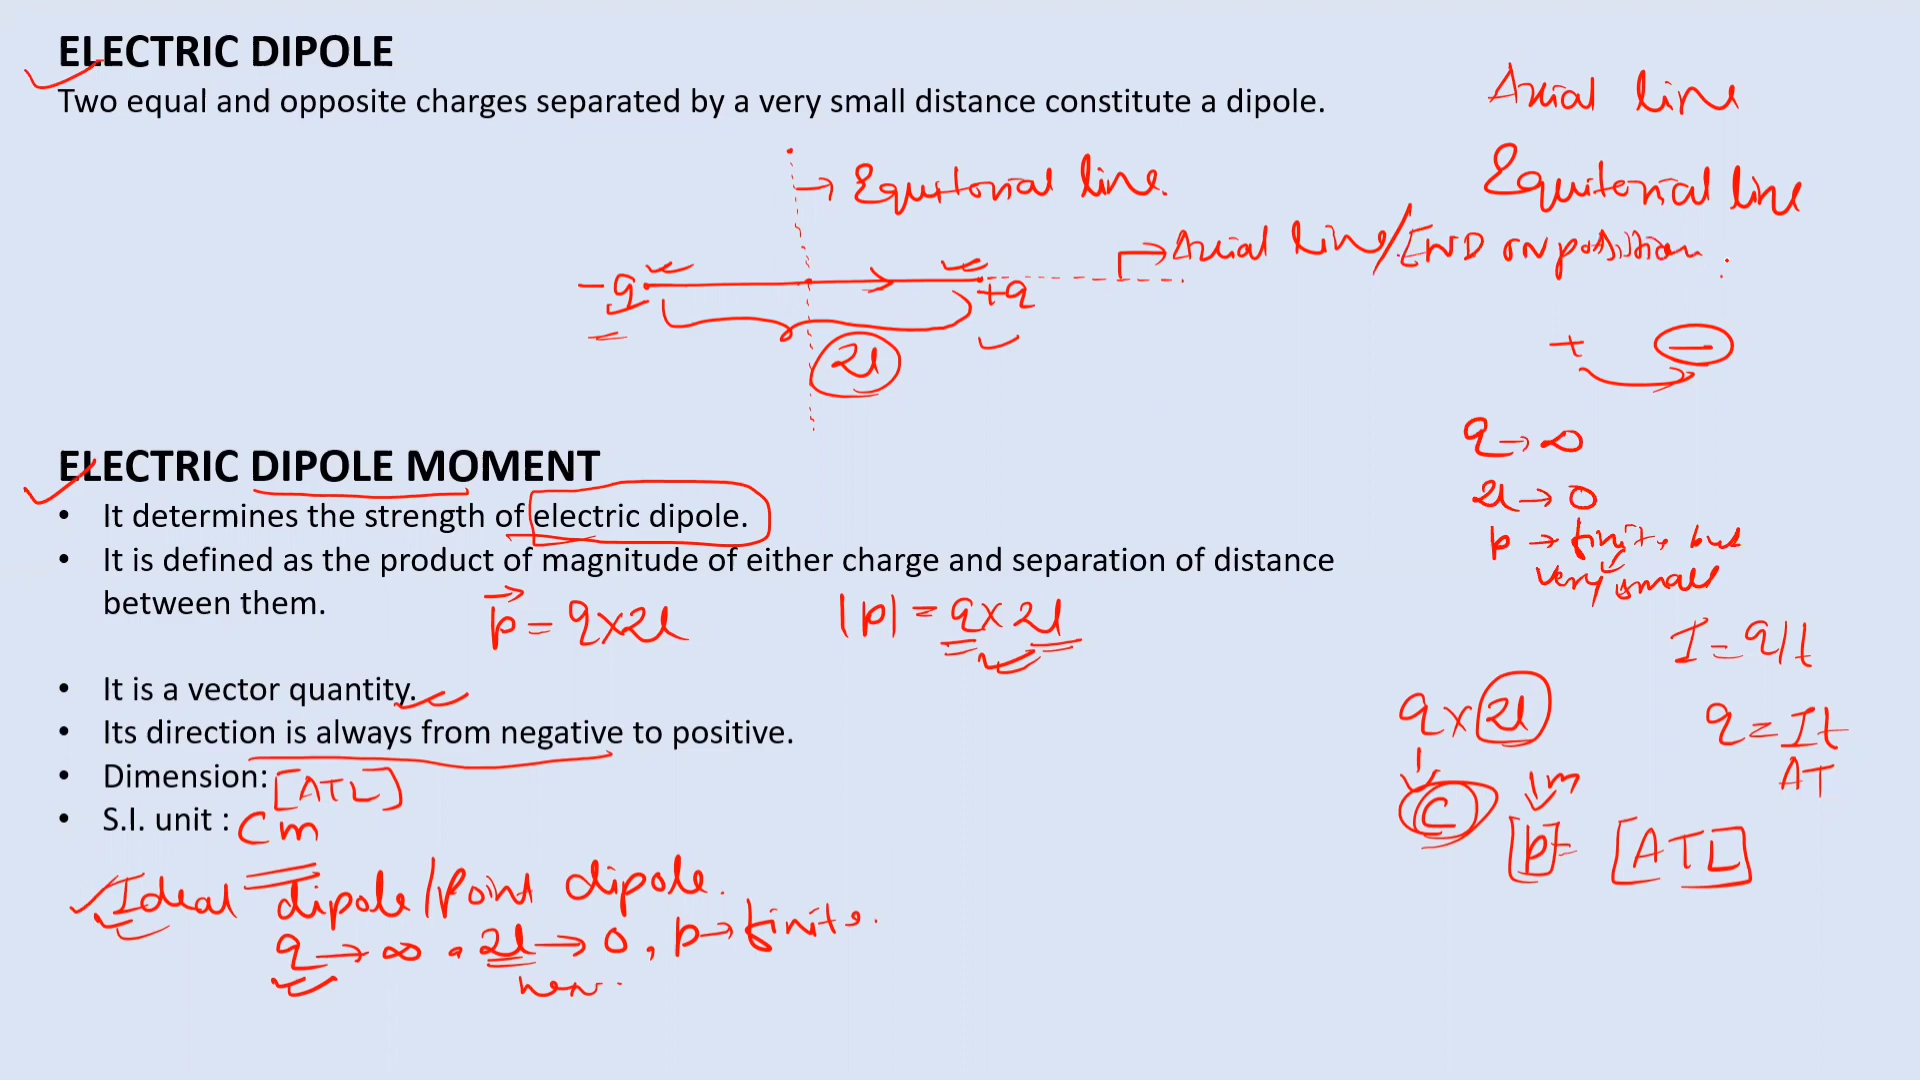 ELECTRIC DIPOLE
Two equal and opposite charges separated by a very small distance constitute a dipole.
Axial line
Equitorial line
→ Equitorial line.
→ Axial line/END on position.
-q
+q
2l
+ −
q → ∞
2l → 0
p → finite, but
very small
ELECTRIC DIPOLE MOMENT
• It determines the strength of electric dipole.
• It is defined as the product of magnitude of either charge and separation of distance
between them.
p⃗ = q×2l
|p| = q×2l
• It is a vector quantity.
• Its direction is always from negative to positive.
• Dimension: [ATL]
• S.I. unit : Cm
I = q/t
q×2l
q = It
AT
C
m
[p]= [ATL]
Ideal dipole/Point dipole.
q → ∞, 2l → 0, p → finite.